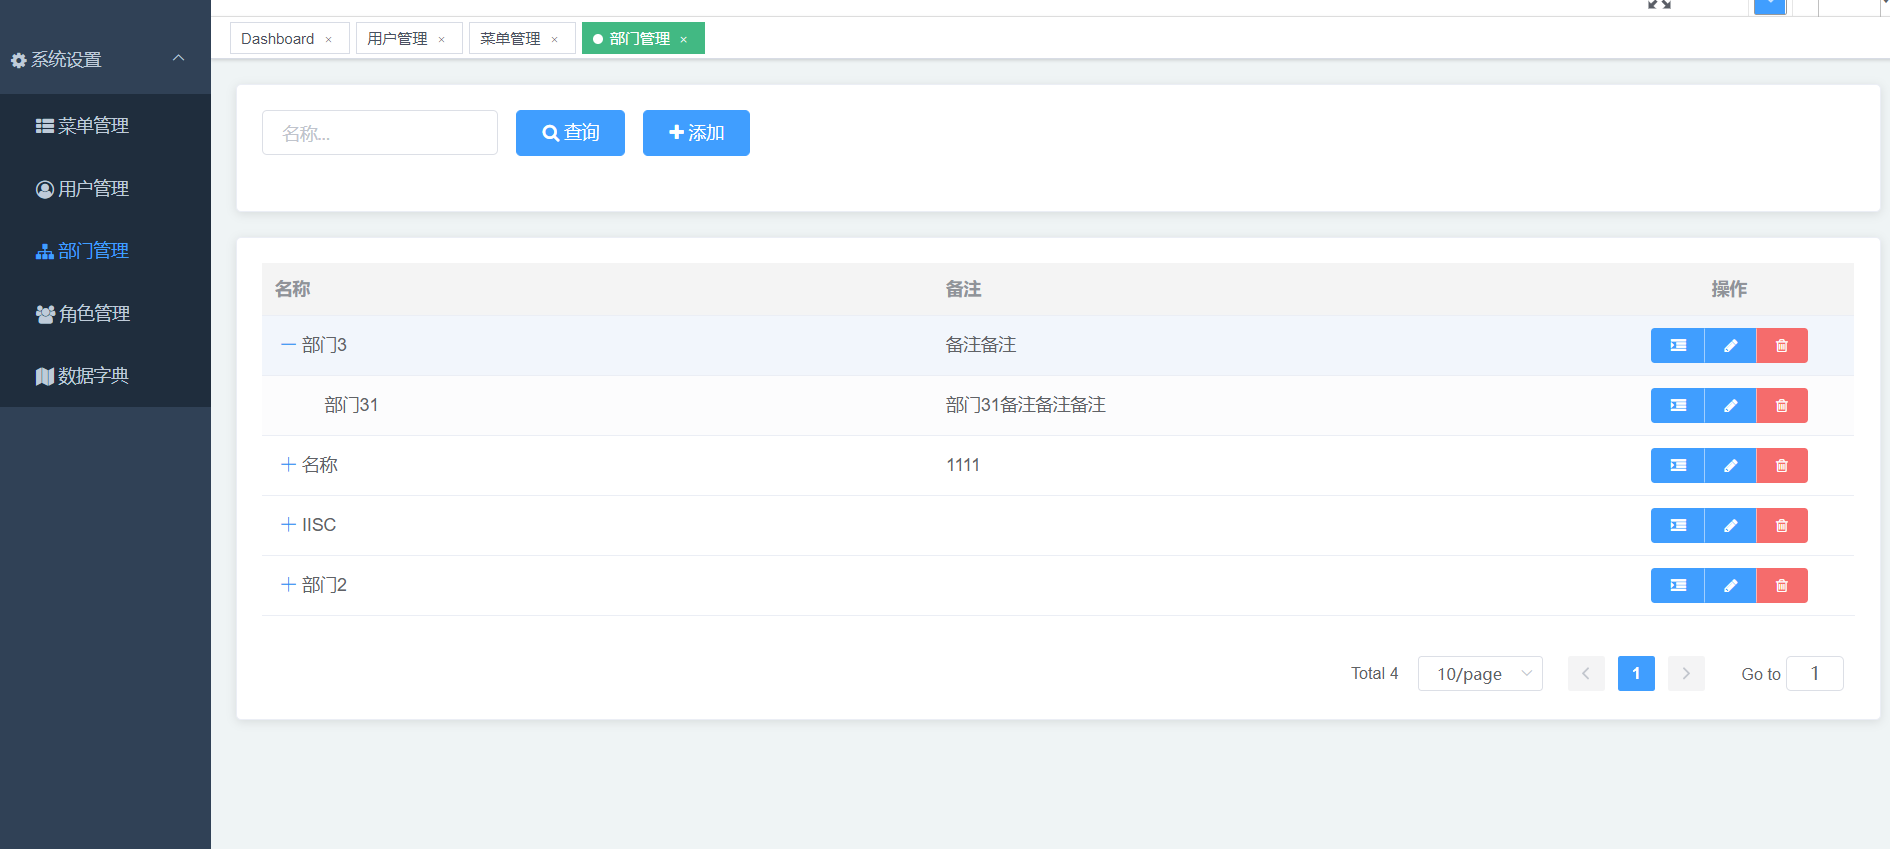 系统设置
菜单管理
用户管理
部门管理
角色管理
数据字典
Dashboard × 用户管理 × 菜单管理 × 部门管理 ×
名称... 查询 添加
名称 备注 操作
部门3 备注备注
部门31 部门31备注备注备注
名称 1111
IISC
部门2
Total 4 10/page 1 Go to 1